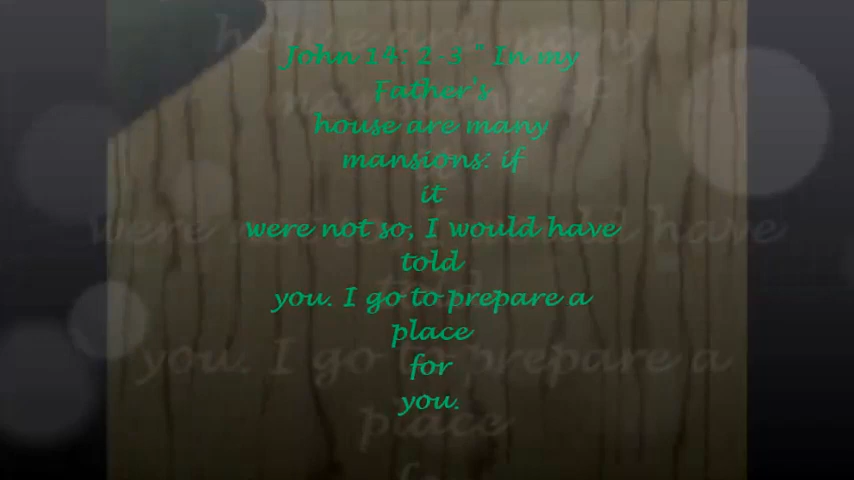 John 14: 2-3 " In my
Father's
house are many
mansions: if
it
were not so, I would have
told
you. I go to prepare a
place
for
you.